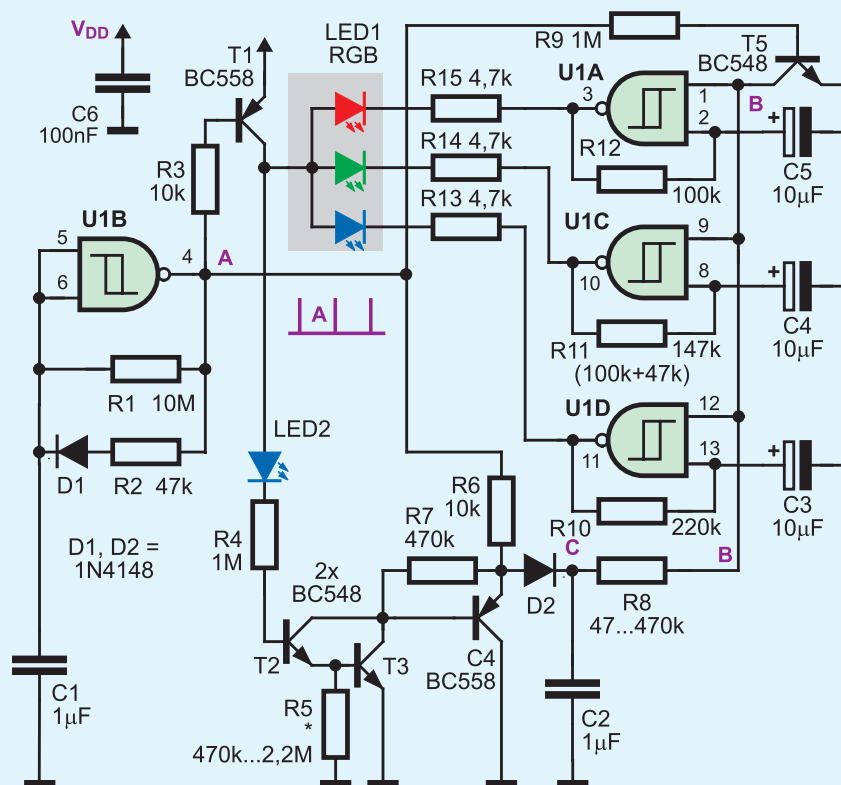 VDD
C6
100nF
T1
BC558
LED1
RGB
R9 1M
T5
BC548
U1A
B
R15 4,7k
3
1
2
R14 4,7k
R12
100k
C5
10µF
+
R13 4,7k
R3
10k
U1B
5
6
4
A
A
U1C
9
8
10
R11
147k
(100k+47k)
C4
10µF
+
R1 10M
D1
R2 47k
U1D
12
13
11
R10
220k
C3
10µF
+
LED2
R6
10k
R7
470k
R4
1M
D1, D2 =
1N4148
2x
BC548
C
D2
B
R8
47...470k
T2
T3
C4
BC558
C1
1µF
R5
*
470k...2,2M
C2
1µF